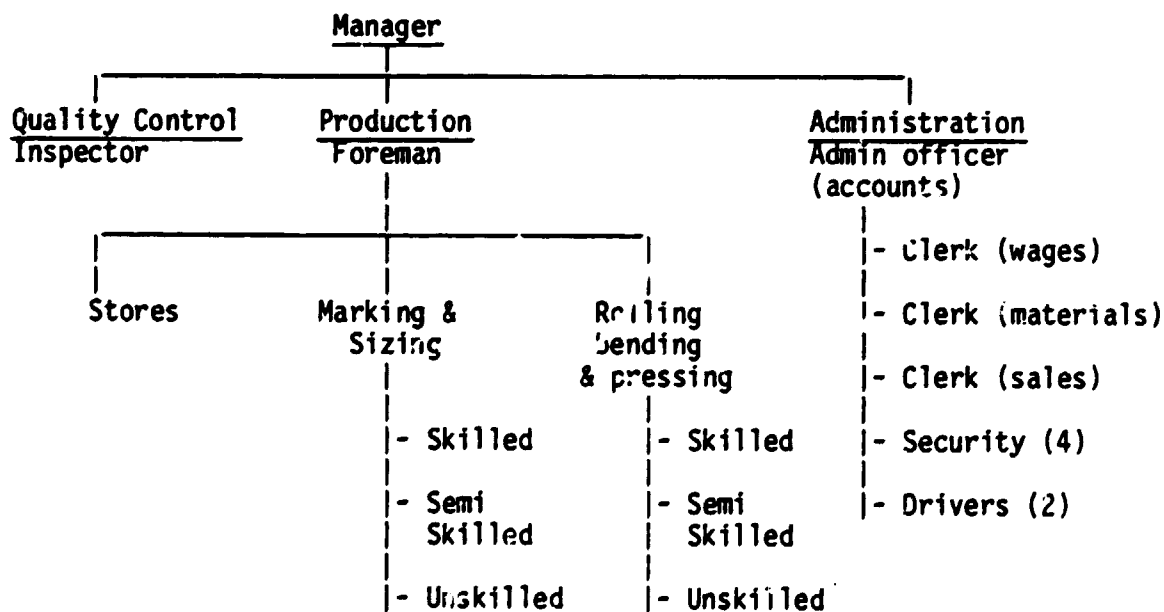 Manager
Quality Control
Inspector
Production
Foreman
Administration
Admin officer
(accounts)
- Clerk (wages)
- Clerk (materials)
- Clerk (sales)
- Security (4)
- Drivers (2)
Stores
Marking &
Sizing
- Skilled
- Semi
Skilled
- Unskilled
Rolling
bending
& pressing
- Skilled
- Semi
Skilled
- Unskilled